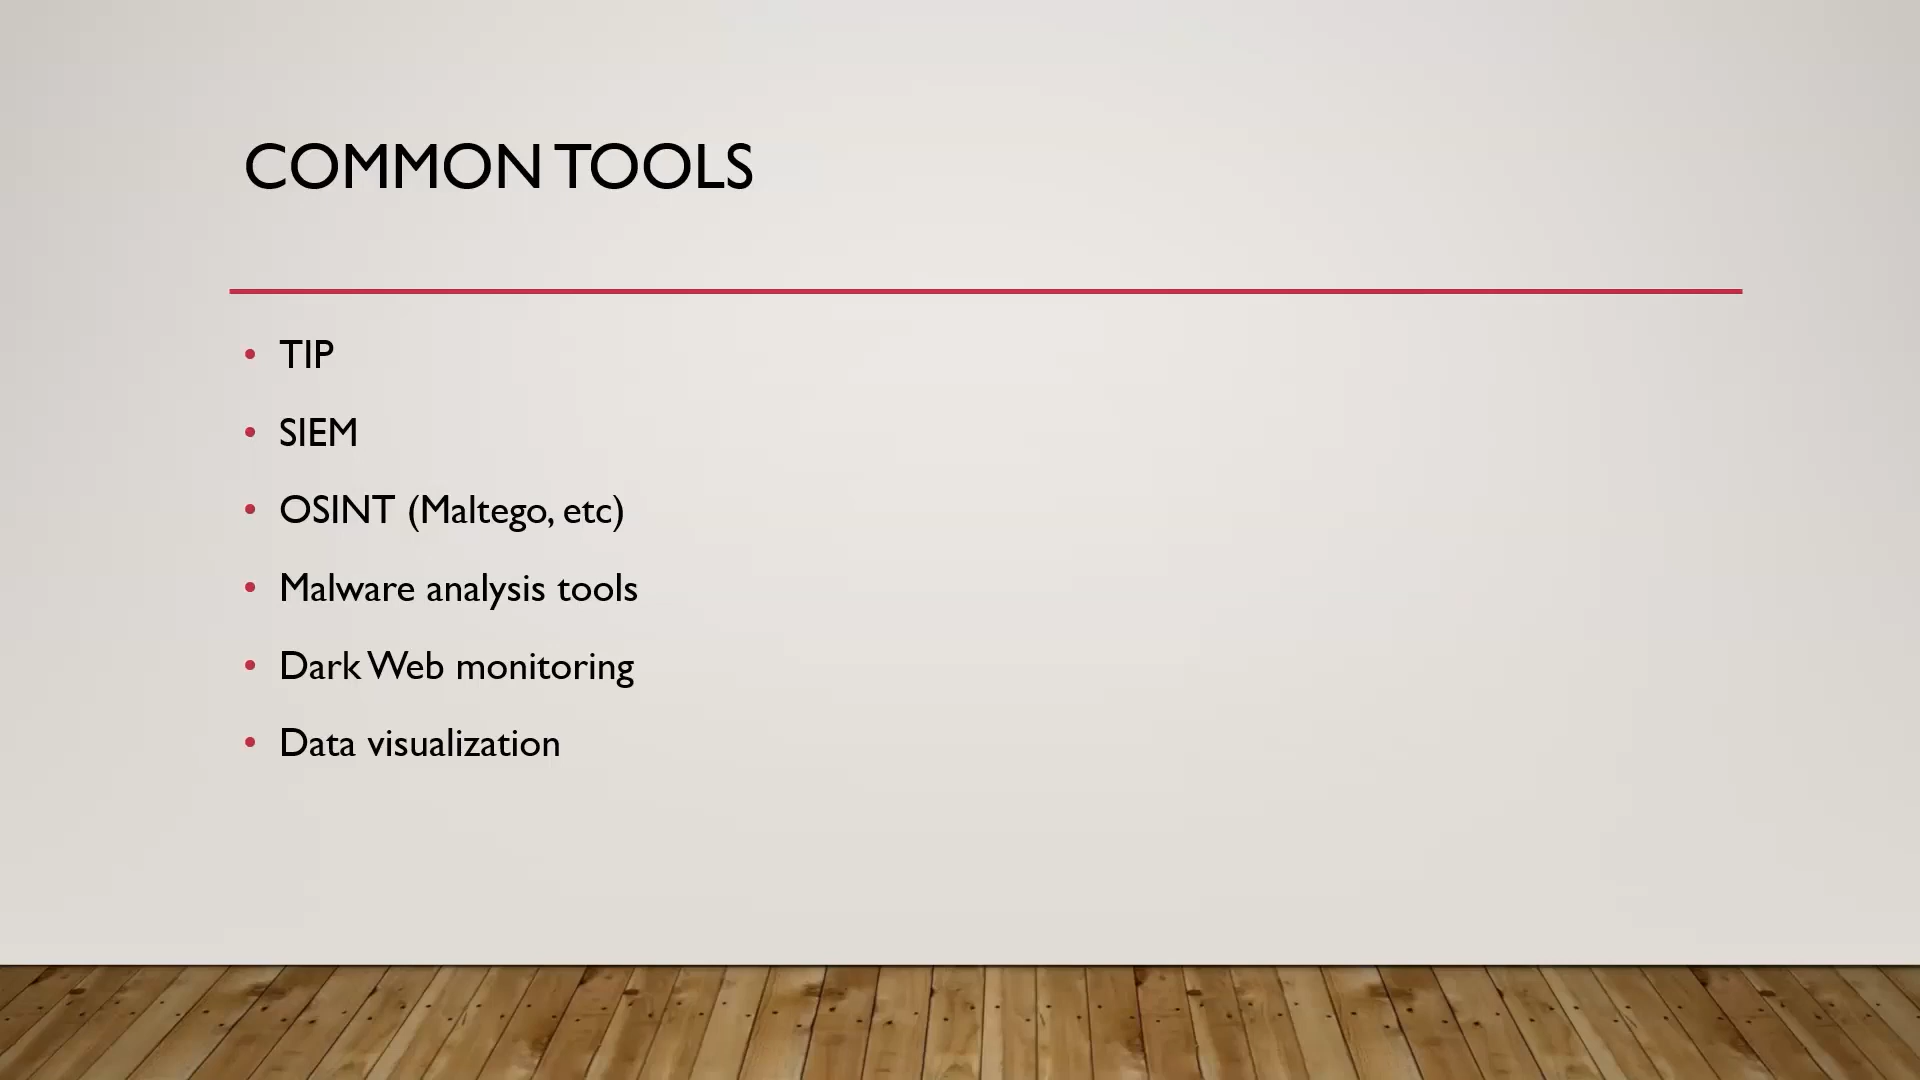 COMMON TOOLS
• TIP
• SIEM
• OSINT (Maltego, etc)
• Malware analysis tools
• Dark Web monitoring
• Data visualization